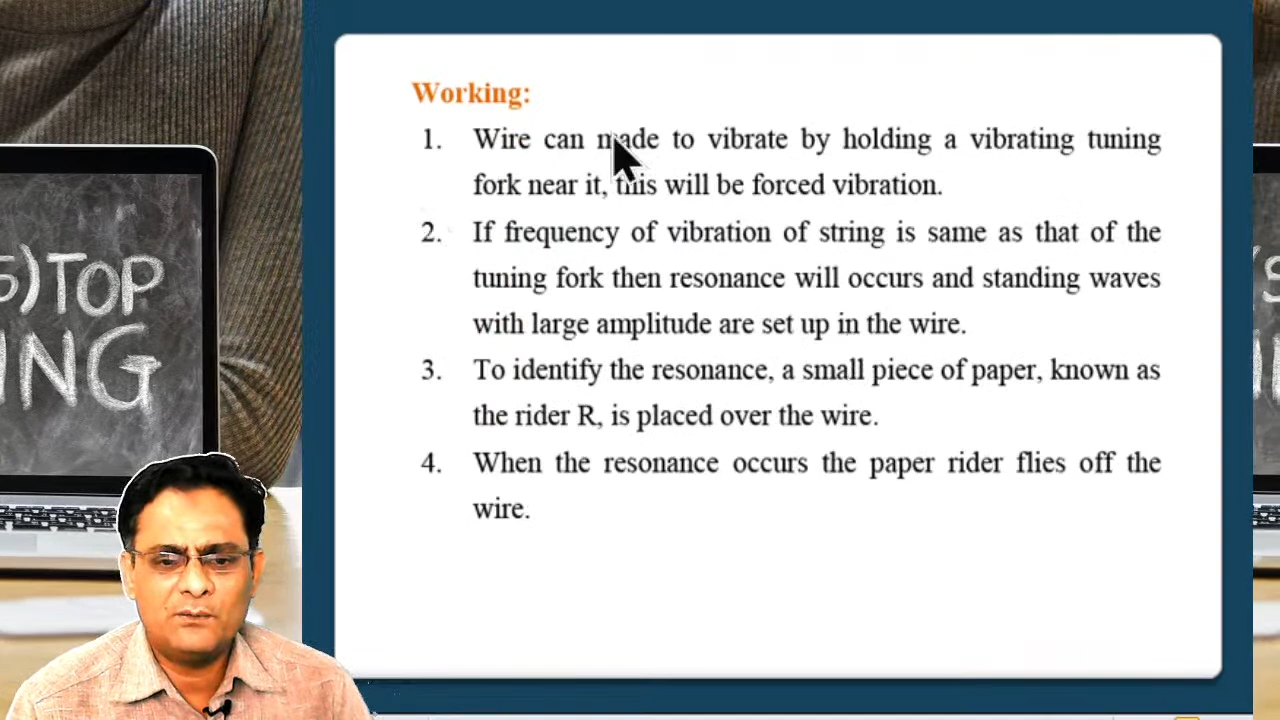 Working:
1. Wire can made to vibrate by holding a vibrating tuning
fork near it, this will be forced vibration.
2. If frequency of vibration of string is same as that of the
tuning fork then resonance will occurs and standing waves
with large amplitude are set up in the wire.
3. To identify the resonance, a small piece of paper, known as
the rider R, is placed over the wire.
4. When the resonance occurs the paper rider flies off the
wire.
)TOP
ING